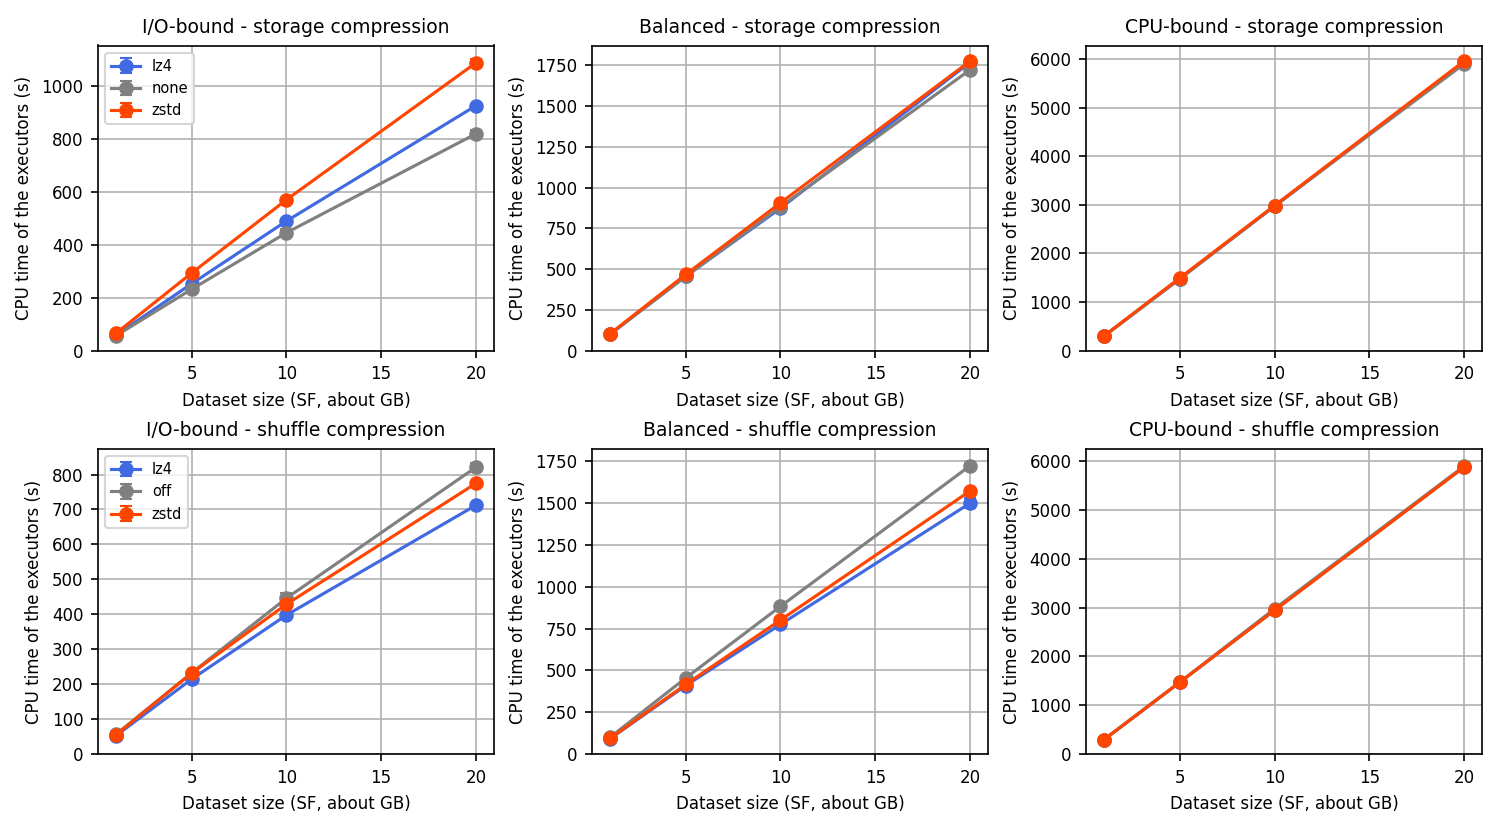 I/O-bound - storage compression
CPU time of the executors (s)
1000
800
600
400
200
0
lz4
none
zstd
5 10 15 20
Dataset size (SF, about GB)
Balanced - storage compression
CPU time of the executors (s)
1750
1500
1250
1000
750
500
250
0
5 10 15 20
Dataset size (SF, about GB)
CPU-bound - storage compression
CPU time of the executors (s)
6000
5000
4000
3000
2000
1000
0
5 10 15 20
Dataset size (SF, about GB)
I/O-bound - shuffle compression
CPU time of the executors (s)
800
700
600
500
400
300
200
100
0
lz4
off
zstd
5 10 15 20
Dataset size (SF, about GB)
Balanced - shuffle compression
CPU time of the executors (s)
1750
1500
1250
1000
750
500
250
0
5 10 15 20
Dataset size (SF, about GB)
CPU-bound - shuffle compression
CPU time of the executors (s)
6000
5000
4000
3000
2000
1000
0
5 10 15 20
Dataset size (SF, about GB)